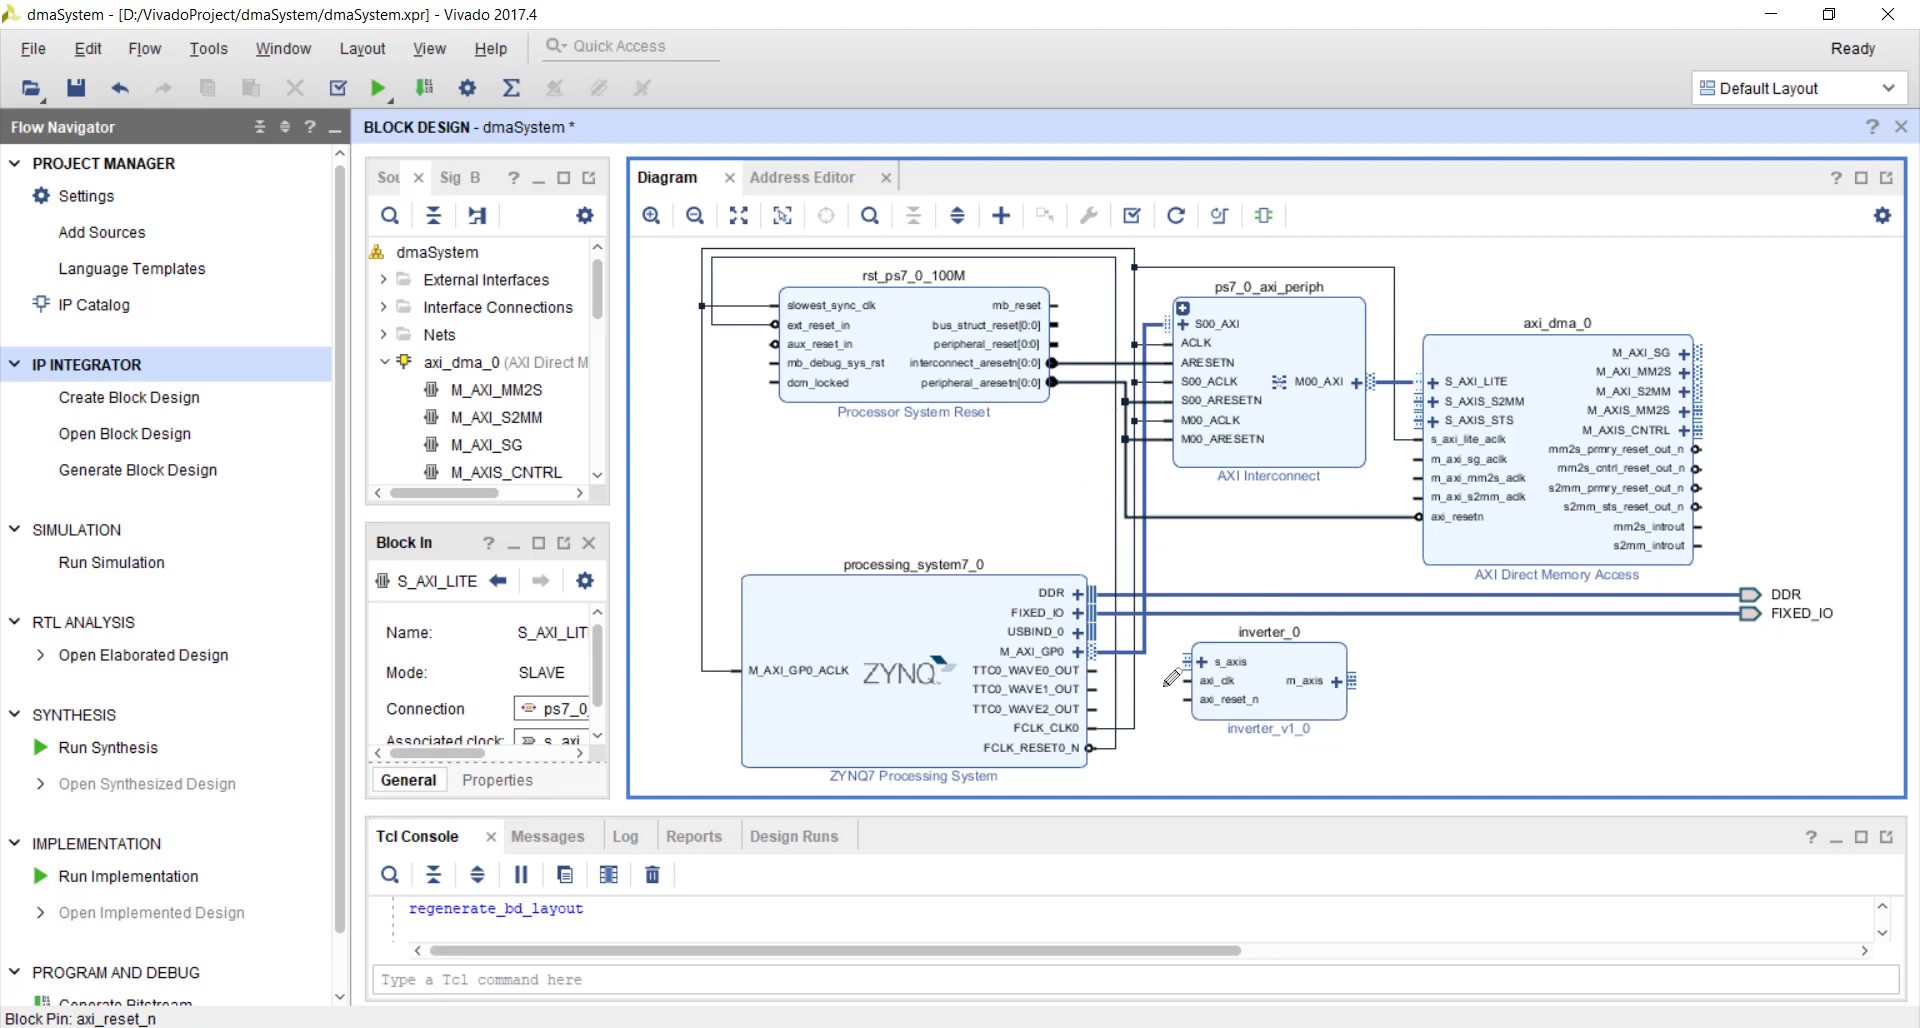 dmaSystem - [D:/VivadoProject/dmaSystem/dmaSystem.xpr] - Vivado 2017.4
File Edit Flow Tools Window Layout View Help Quick Access Ready
Default Layout
Flow Navigator
PROJECT MANAGER
Settings
Add Sources
Language Templates
IP Catalog
IP INTEGRATOR
Create Block Design
Open Block Design
Generate Block Design
SIMULATION
Run Simulation
RTL ANALYSIS
Open Elaborated Design
SYNTHESIS
Run Synthesis
Open Synthesized Design
IMPLEMENTATION
Run Implementation
Open Implemented Design
PROGRAM AND DEBUG
Generate Bitstream
BLOCK DESIGN - dmaSystem *
Sou Sig B
dmaSystem
External Interfaces
Interface Connections
Nets
axi_dma_0 (AXI Direct M
M_AXI_MM2S
M_AXI_S2MM
M_AXI_SG
M_AXIS_CNTRL
Block In
S_AXI_LITE
Name: S_AXI_LIT
Mode: SLAVE
Connection ps7_0
Associated clock: s_axi
General Properties
Diagram Address Editor
rst_ps7_0_100M
slowest_sync_clk
ext_reset_in
aux_reset_in
mb_debug_sys_rst
dcm_locked
mb_reset
bus_struct_reset[0:0]
peripheral_reset[0:0]
interconnect_aresetn[0:0]
peripheral_aresetn[0:0]
Processor System Reset
ps7_0_axi_periph
S00_AXI
ACLK
ARESETN
S00_ACLK
S00_ARESETN
M00_ACLK
M00_ARESETN
M00_AXI
AXI Interconnect
axi_dma_0
S_AXI_LITE
S_AXIS_S2MM
S_AXIS_STS
s_axi_lite_aclk
m_axi_sg_aclk
m_axi_mm2s_aclk
m_axi_s2mm_aclk
axi_resetn
M_AXI_SG
M_AXI_MM2S
M_AXI_S2MM
M_AXIS_MM2S
M_AXIS_CNTRL
mm2s_prmry_reset_out_n
mm2s_cntrl_reset_out_n
s2mm_prmry_reset_out_n
s2mm_sts_reset_out_n
mm2s_introut
s2mm_introut
AXI Direct Memory Access
processing_system7_0
M_AXI_GP0_ACLK
ZYNQ
DDR
FIXED_IO
USBIND_0
M_AXI_GP0
TTC0_WAVE0_OUT
TTC0_WAVE1_OUT
TTC0_WAVE2_OUT
FCLK_CLK0
FCLK_RESET0_N
ZYNQ7 Processing System
DDR
FIXED_IO
inverter_0
s_axis
axi_clk
axi_reset_n
m_axis
inverter_v1_0
Tcl Console Messages Log Reports Design Runs
regenerate_bd_layout
Type a Tcl command here
Block Pin: axi_reset_n